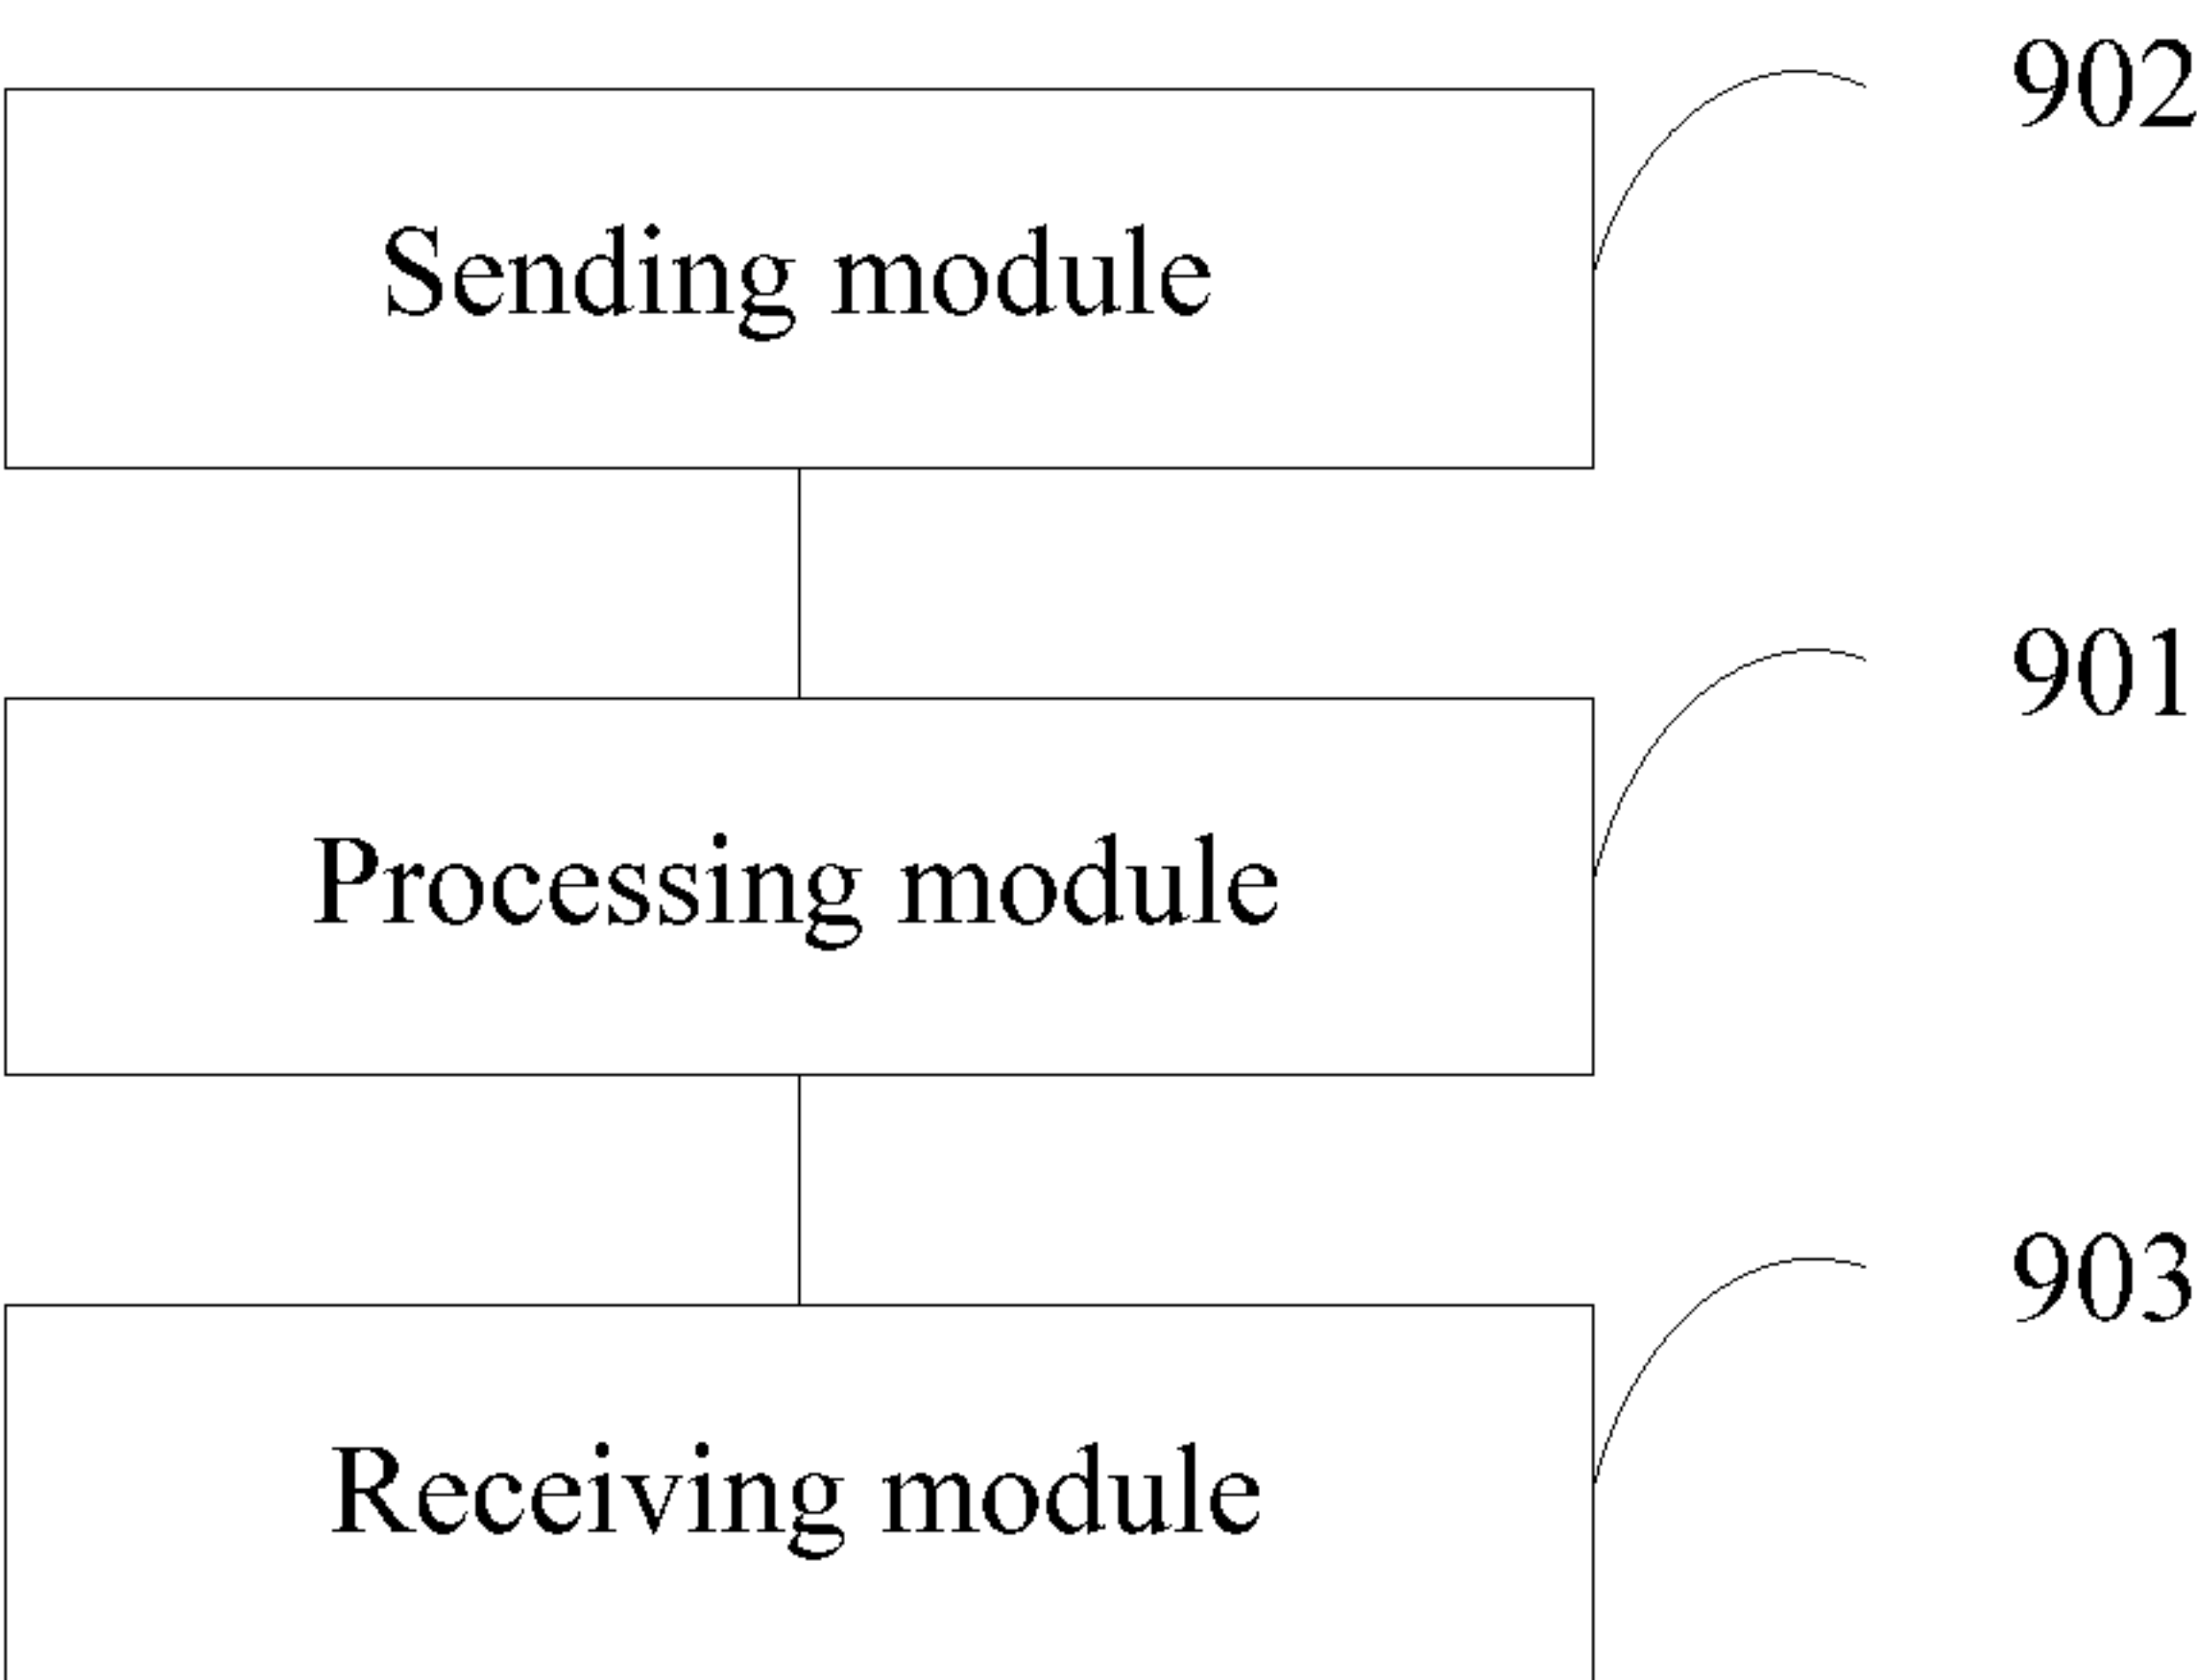 902
Sending module
901
Processing module
903
Receiving module